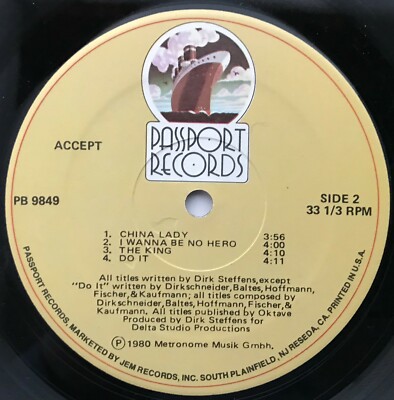 PASSPORT
RECORDS
ACCEPT
PB 9849
SIDE 2
33 1/3 RPM
1. CHINA LADY 3:56
2. I WANNA BE NO HERO 4:00
3. THE KING 4:10
4. DO IT 4:11
All titles written by Dirk Steffens, except
"Do It" written by Dirkschneider, Baltes, Hoffmann,
Fischer, & Kaufmann; all titles composed by
Dirkschneider, Baltes, Hoffmann, Fischer, &
Kaufmann. All titles published by Oktave
Produced by Dirk Steffens for
Delta Studio Productions
Ⓟ 1980 Metronome Musik Gmbh.
PASSPORT RECORDS, MARKETED BY JEM RECORDS, INC. SOUTH PLAINFIELD, NJ RESEDA, CA. PRINTED IN U.S.A.